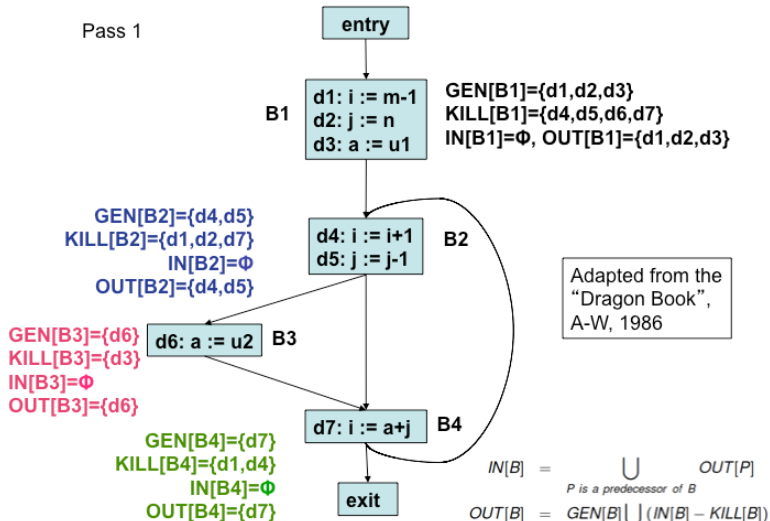 Pass 1
entry
B1
d1: i := m-1
d2: j := n
d3: a := u1
GEN[B1]={d1,d2,d3}
KILL[B1]={d4,d5,d6,d7}
IN[B1]=Φ, OUT[B1]={d1,d2,d3}
GEN[B2]={d4,d5}
KILL[B2]={d1,d2,d7}
IN[B2]=Φ
OUT[B2]={d4,d5}
d4: i := i+1
d5: j := j-1
B2
Adapted from the
“Dragon Book”,
A-W, 1986
GEN[B3]={d6}
KILL[B3]={d3}
IN[B3]=Φ
OUT[B3]={d6}
d6: a := u2
B3
d7: i := a+j
B4
GEN[B4]={d7}
KILL[B4]={d1,d4}
IN[B4]=Φ
OUT[B4]={d7}
exit
IN[B] = ⋃ OUT[P]
P is a predecessor of B
OUT[B] = GEN[B] ⋃ (IN[B] − KILL[B])